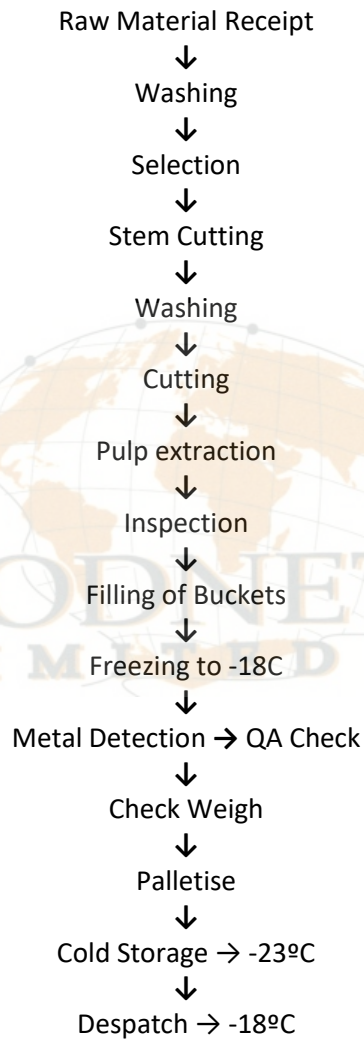 Raw Material Receipt
↓
Washing
↓
Selection
↓
Stem Cutting
↓
Washing
↓
Cutting
↓
Pulp extraction
↓
Inspection
↓
Filling of Buckets
↓
Freezing to -18C
↓
Metal Detection → QA Check
↓
Check Weigh
↓
Palletise
↓
Cold Storage → -23ºC
↓
Despatch → -18ºC